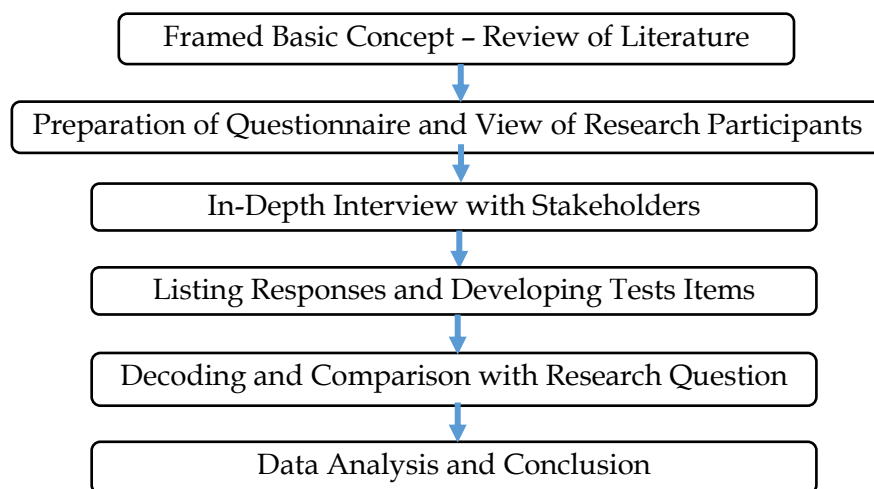 Framed Basic Concept – Review of Literature
Preparation of Questionnaire and View of Research Participants
In-Depth Interview with Stakeholders
Listing Responses and Developing Tests Items
Decoding and Comparison with Research Question
Data Analysis and Conclusion